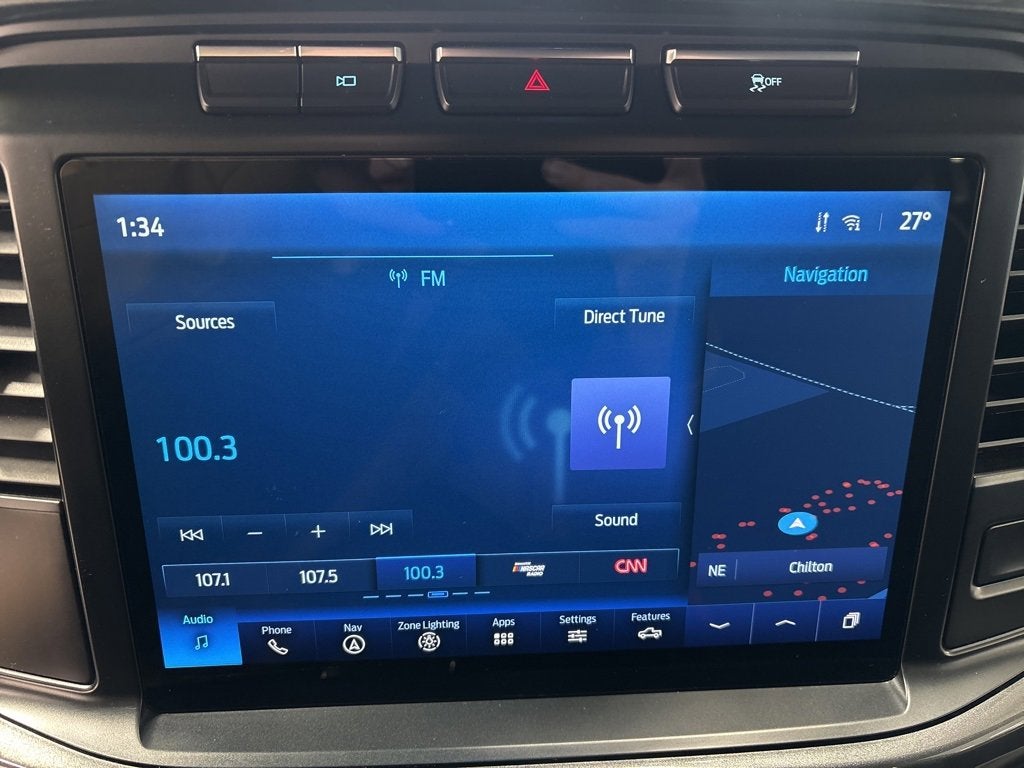 OFF
1:34
27°
FM
Navigation
Sources
Direct Tune
100.3
Sound
107.1
107.5
100.3
NASCAR
RADIO
CNN
NE
Chilton
Audio
Phone
Nav
Zone Lighting
Apps
Settings
Features